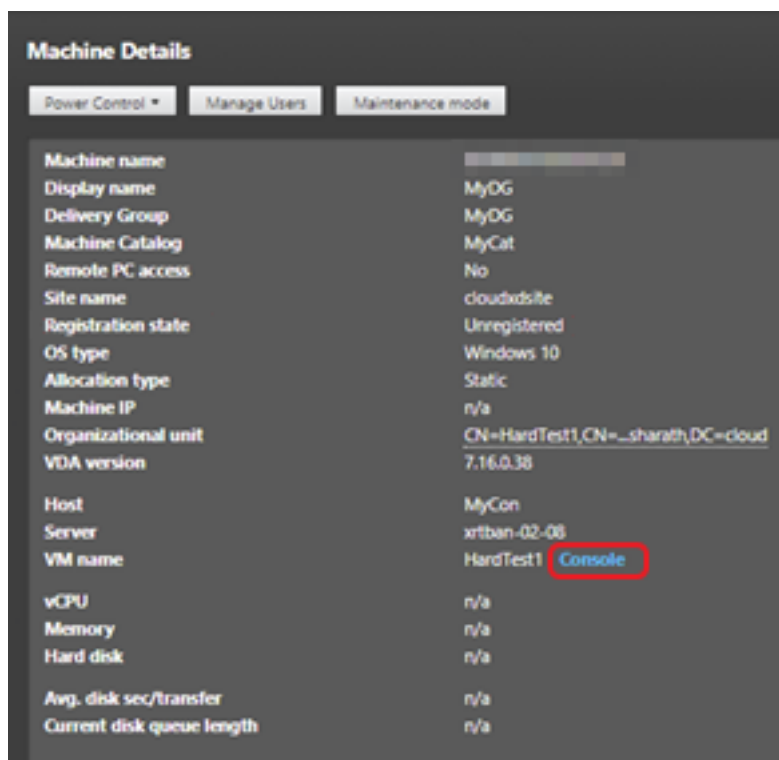 Machine Details
Power Control Manage Users Maintenance mode
Machine name
Display name MyDG
Delivery Group MyDG
Machine Catalog MyCat
Remote PC access No
Site name cloudxdsite
Registration state Unregistered
OS type Windows 10
Allocation type Static
Machine IP n/a
Organizational unit CN=HardTest1,CN=...sharath,DC=cloud
VDA version 7.16.0.38
Host MyCon
Server xrtban-02-08
VM name HardTest1 Console
vCPU n/a
Memory n/a
Hard disk n/a
Avg. disk sec/transfer n/a
Current disk queue length n/a